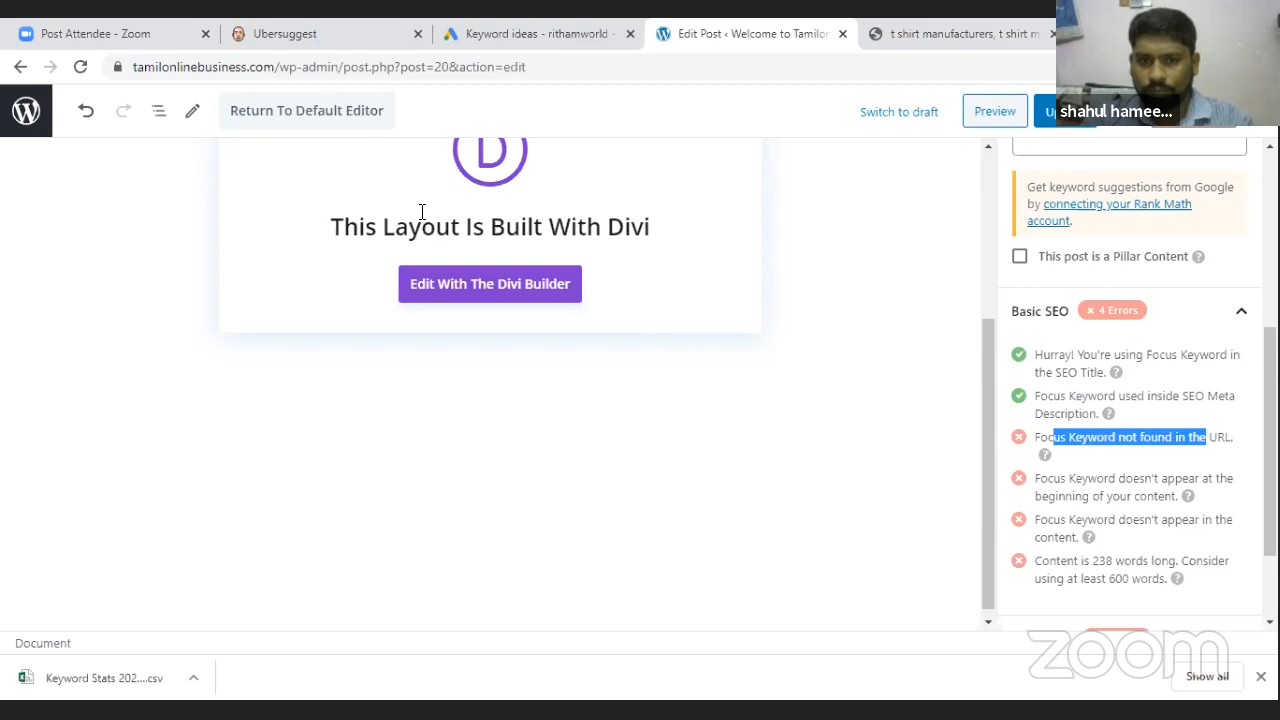 Post Attendee - Zoom
Ubersuggest
Keyword ideas - rithamworld -
Edit Post ‹ Welcome to Tamilor
t shirt manufacturers, t shirt m
tamilonlinebusiness.com/wp-admin/post.php?post=20&action=edit
Return To Default Editor
Switch to draft
Preview
shahul hamee...
D
This Layout Is Built With Divi
Edit With The Divi Builder
Get keyword suggestions from Google
by connecting your Rank Math
account.
This post is a Pillar Content
Basic SEO
4 Errors
Hurray! You're using Focus Keyword in
the SEO Title.
Focus Keyword used inside SEO Meta
Description.
Focus Keyword not found in the URL.
Focus Keyword doesn't appear at the
beginning of your content.
Focus Keyword doesn't appear in the
content.
Content is 238 words long. Consider
using at least 600 words.
Document
zoom
Keyword Stats 202....csv
Show all